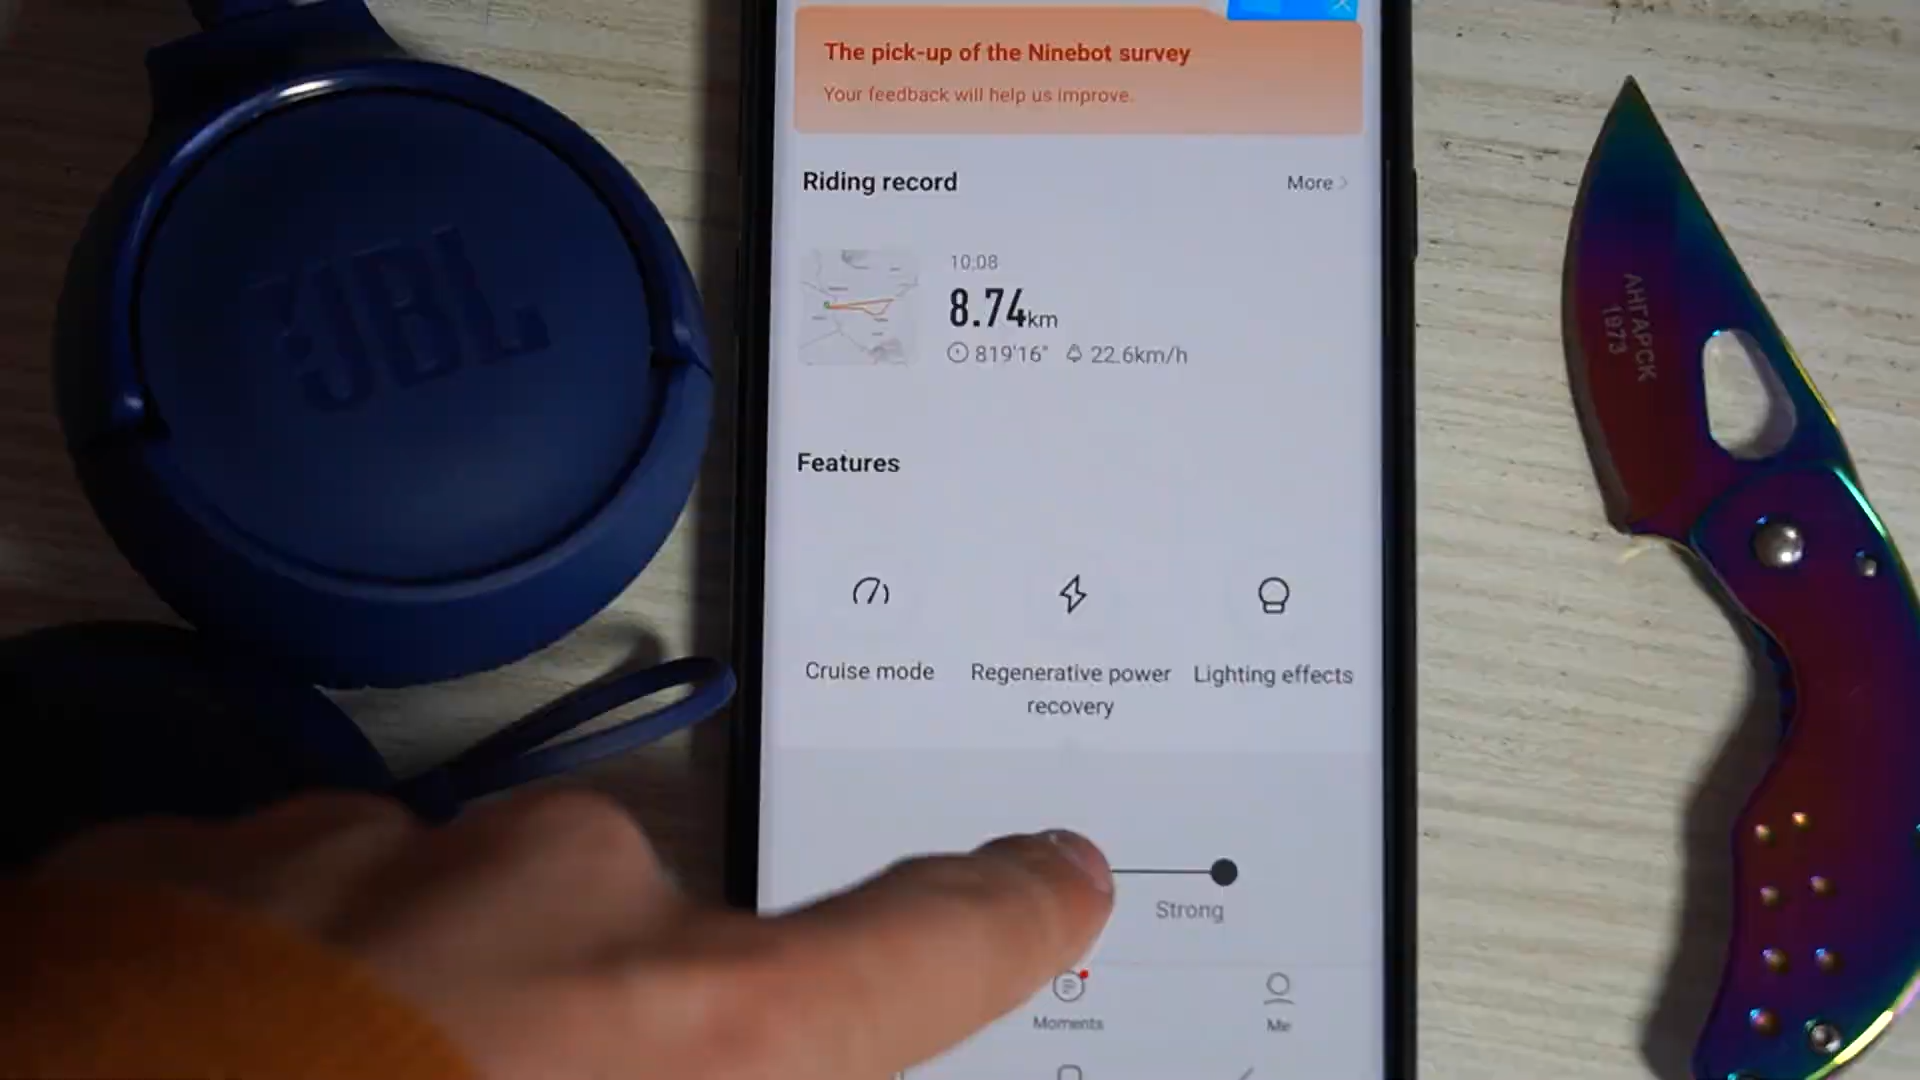 The pick-up of the Ninebot survey
Your feedback will help us improve.
Riding record
More
10.08
8.74km
819'16" 22.6km/h
Features
Cruise mode
Regenerative power
recovery
Lighting effects
Strong
Moments
Me
JBL
АНГАРСК
1973